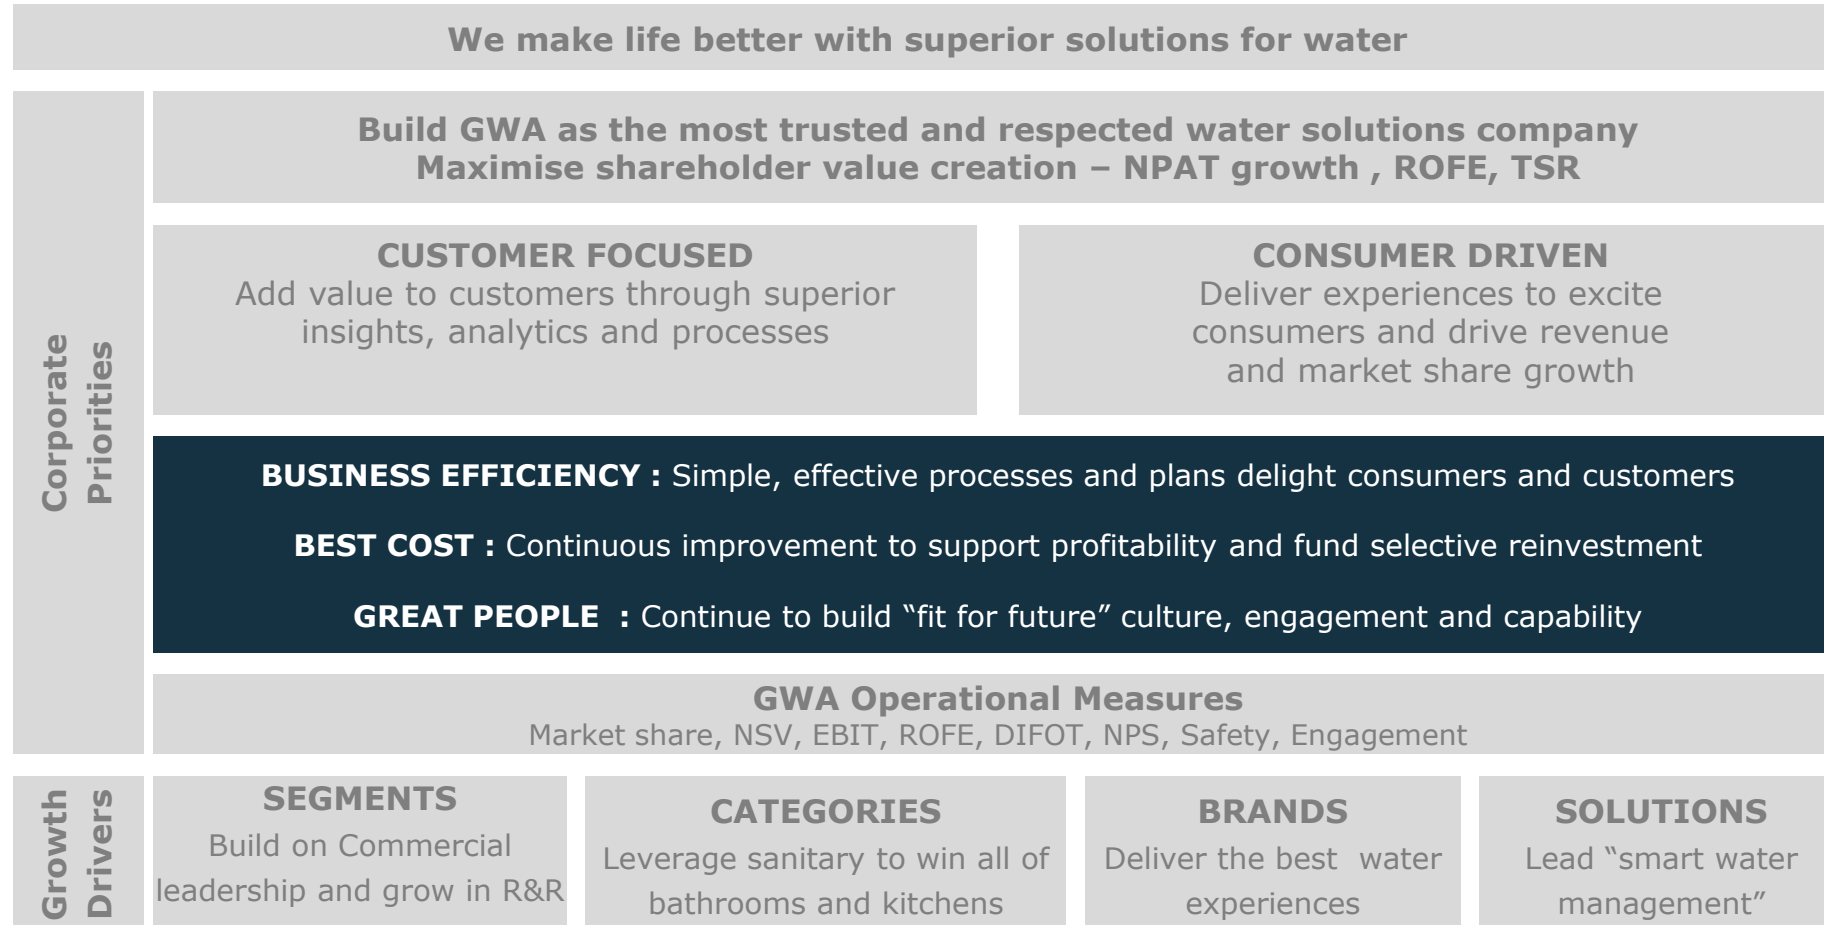 We make life better with superior solutions for water
Corporate
Priorities
Build GWA as the most trusted and respected water solutions company
Maximise shareholder value creation – NPAT growth , ROFE, TSR
CUSTOMER FOCUSED
Add value to customers through superior
insights, analytics and processes
CONSUMER DRIVEN
Deliver experiences to excite
consumers and drive revenue
and market share growth
BUSINESS EFFICIENCY : Simple, effective processes and plans delight consumers and customers
BEST COST : Continuous improvement to support profitability and fund selective reinvestment
GREAT PEOPLE : Continue to build “fit for future” culture, engagement and capability
GWA Operational Measures
Market share, NSV, EBIT, ROFE, DIFOT, NPS, Safety, Engagement
Growth
Drivers
SEGMENTS
Build on Commercial
leadership and grow in R&R
CATEGORIES
Leverage sanitary to win all of
bathrooms and kitchens
BRANDS
Deliver the best water
experiences
SOLUTIONS
Lead “smart water
management”